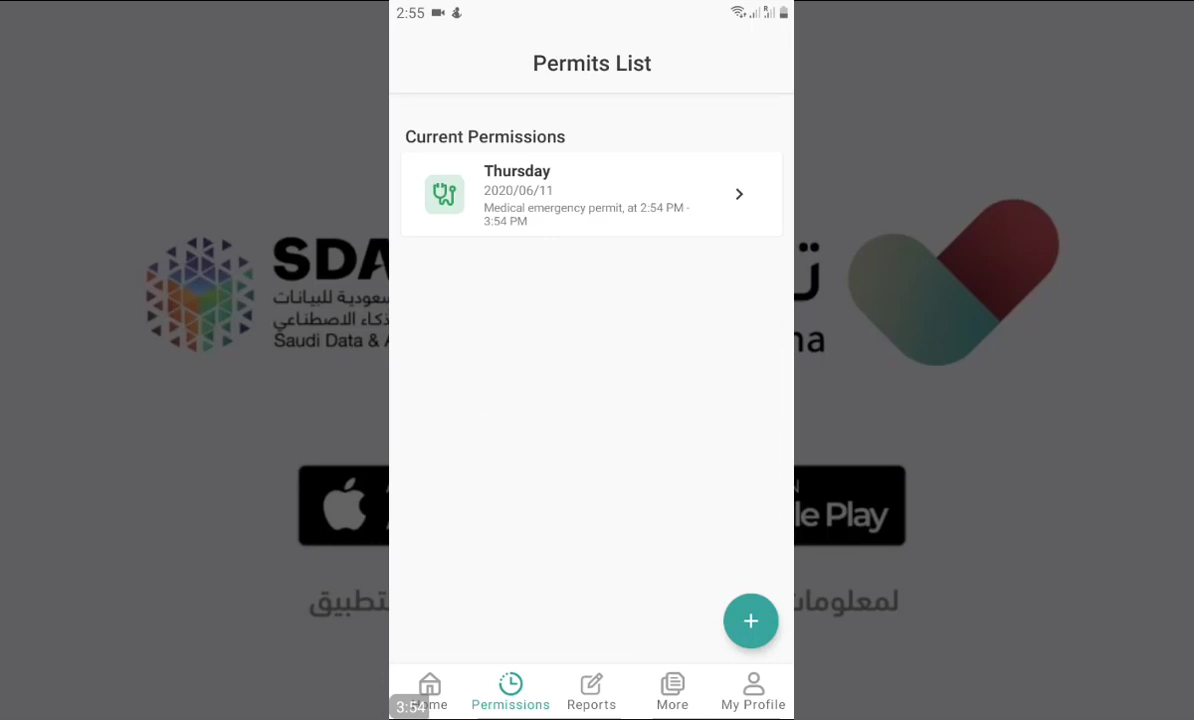 2:55
Permits List
Current Permissions
Thursday
2020/06/11
Medical emergency permit, at 2:54 PM -
3:54 PM
SDA
سعودية للبيانات
ذكاء الاصطناعي
Saudi Data & A
na
le Play
تطبيق
لمعلومات
Permissions
Reports
More
My Profile
3:54